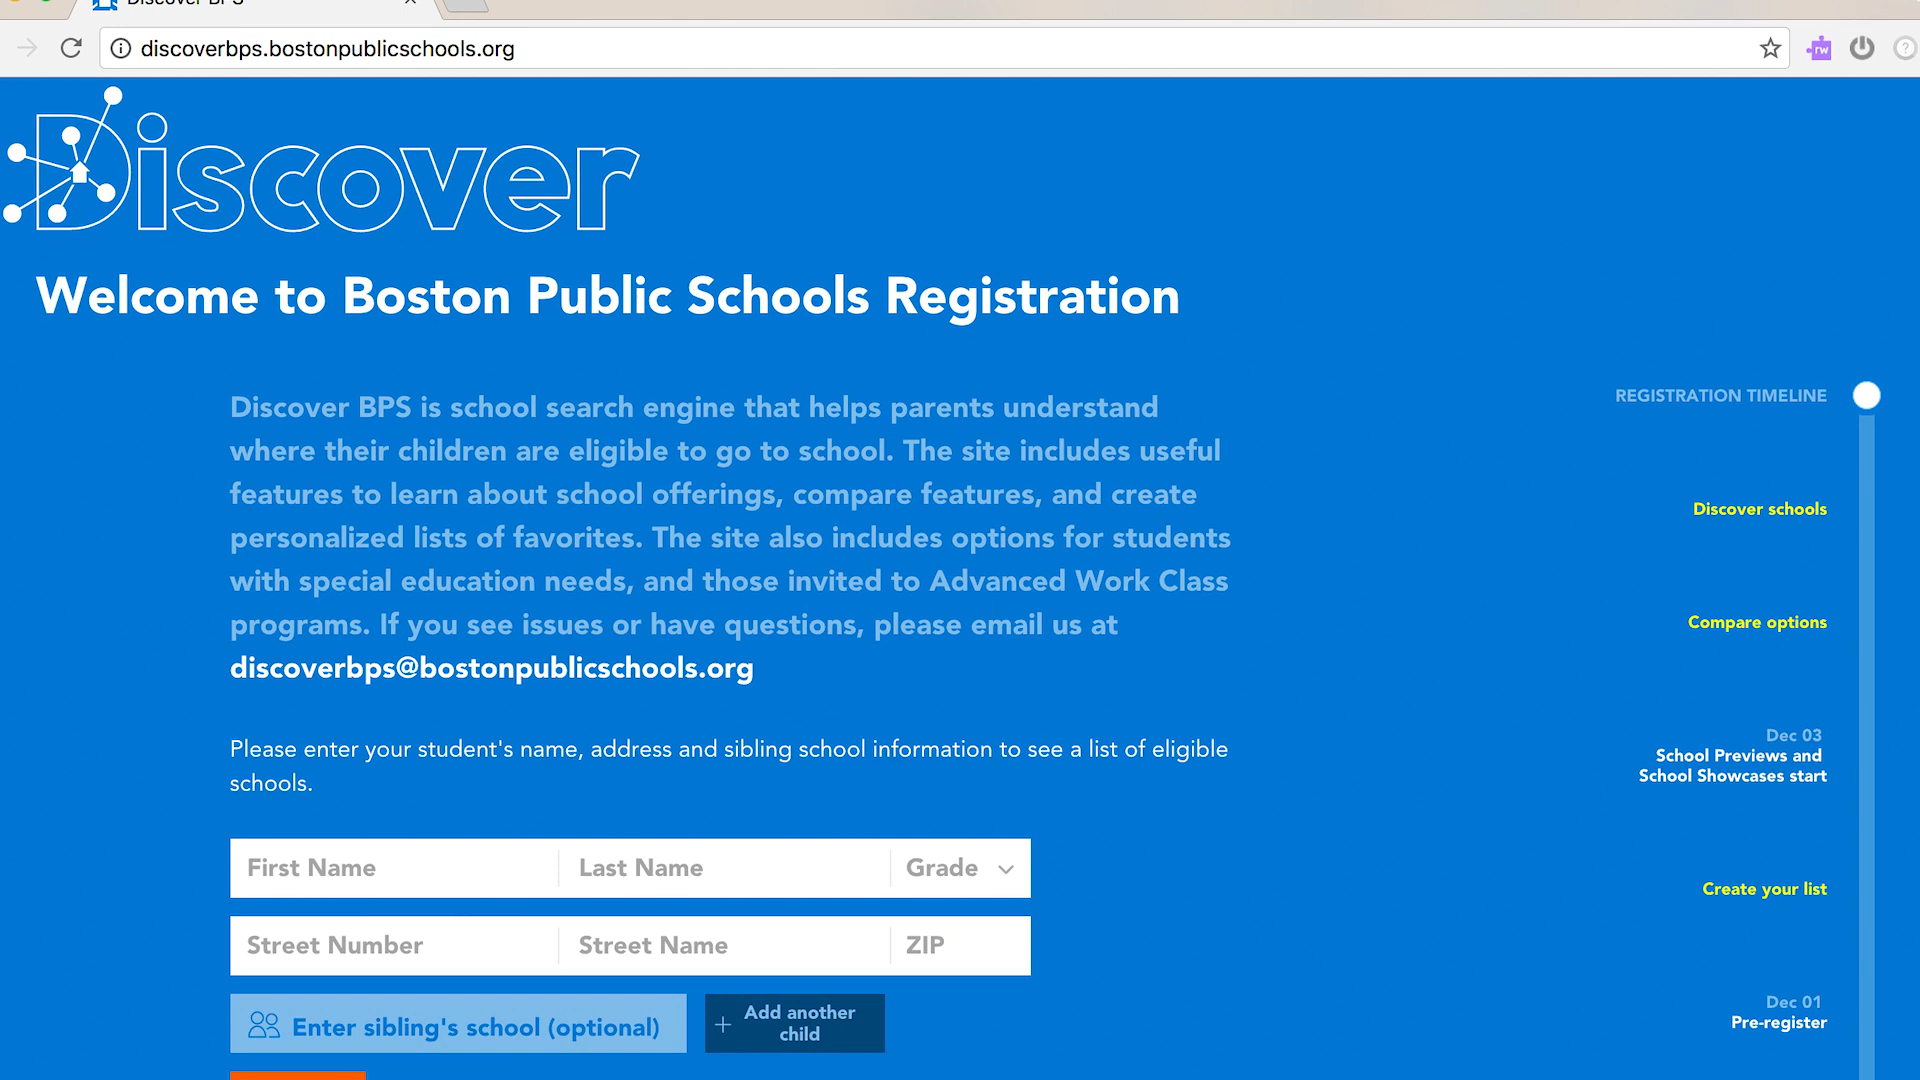 Discover BPS
discoverbps.bostonpublicschools.org
rw
?
Discover
Welcome to Boston Public Schools Registration
Discover BPS is school search engine that helps parents understand
where their children are eligible to go to school. The site includes useful
features to learn about school offerings, compare features, and create
personalized lists of favorites. The site also includes options for students
with special education needs, and those invited to Advanced Work Class
programs. If you see issues or have questions, please email us at
discoverbps@bostonpublicschools.org
Please enter your student's name, address and sibling school information to see a list of eligible
schools.
First Name Last Name Grade
Street Number Street Name ZIP
Enter sibling's school (optional)
+ Add another
child
REGISTRATION TIMELINE
Discover schools
Compare options
Dec 03
School Previews and
School Showcases start
Create your list
Dec 01
Pre-register